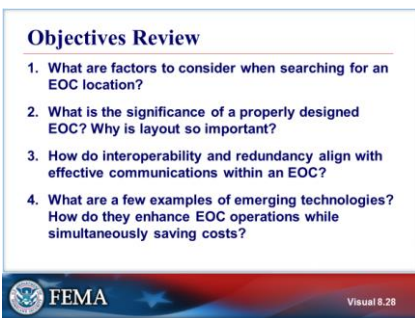 Objectives Review
1. What are factors to consider when searching for an
EOC location?
2. What is the significance of a properly designed
EOC? Why is layout so important?
3. How do interoperability and redundancy align with
effective communications within an EOC?
4. What are a few examples of emerging technologies?
How do they enhance EOC operations while
simultaneously saving costs?
FEMA
Visual 8.28